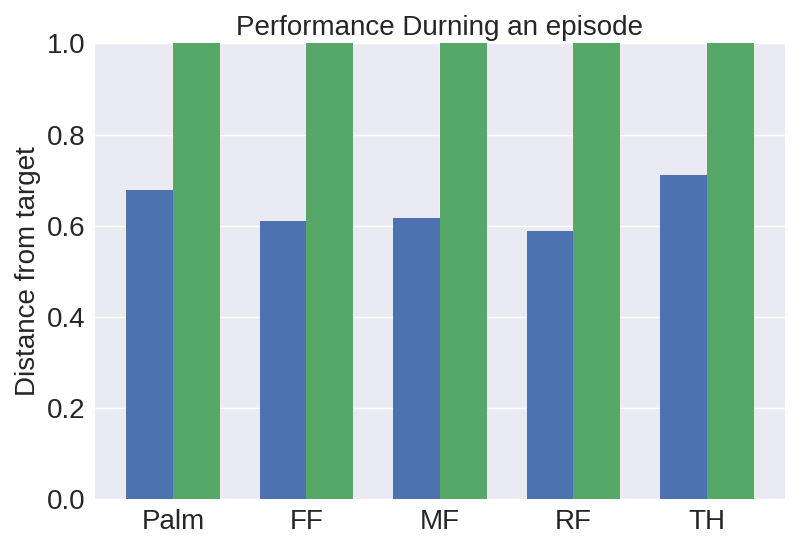 Performance Durning an episode
Distance from target
1.0
0.8
0.6
0.4
0.2
0.0
Palm FF MF RF TH